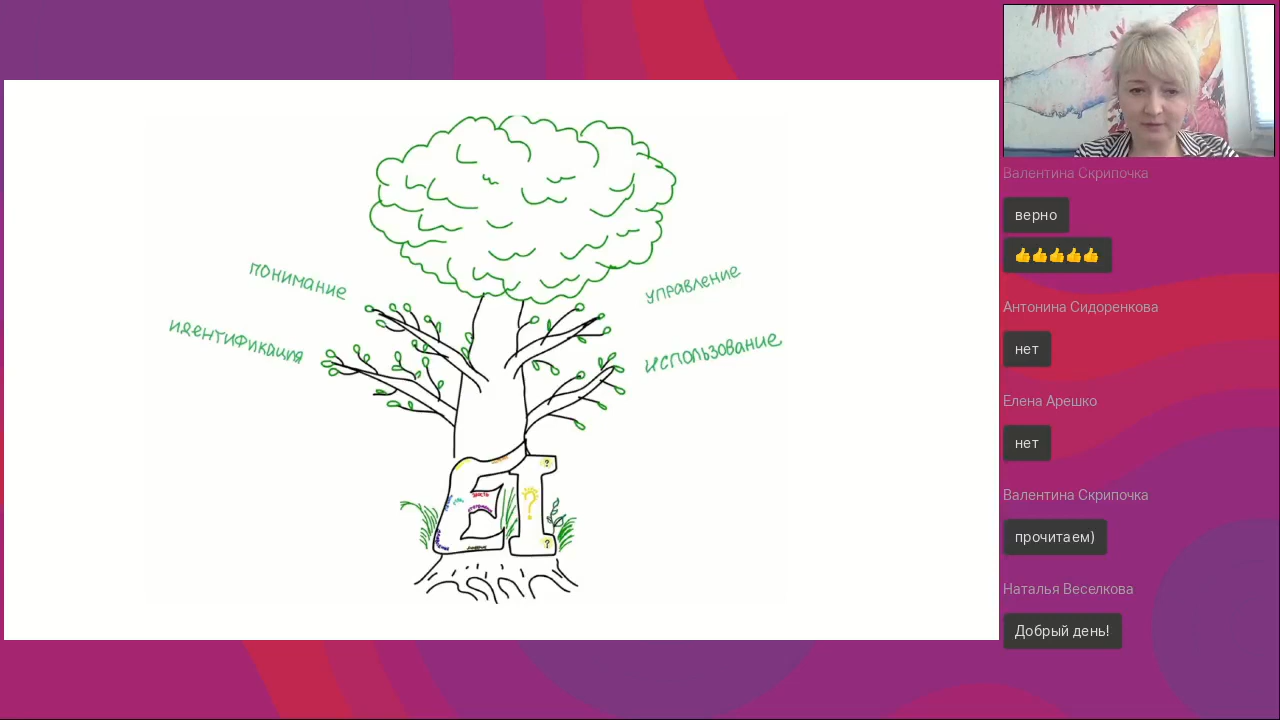 понимание
идентификация
управление
использование
EI
?
?
?
Валентина Скрипочка
верно
👍👍👍👍👍
Антонина Сидоренкова
нет
Елена Арешко
нет
Валентина Скрипочка
прочитаем)
Наталья Веселкова
Добрый день!